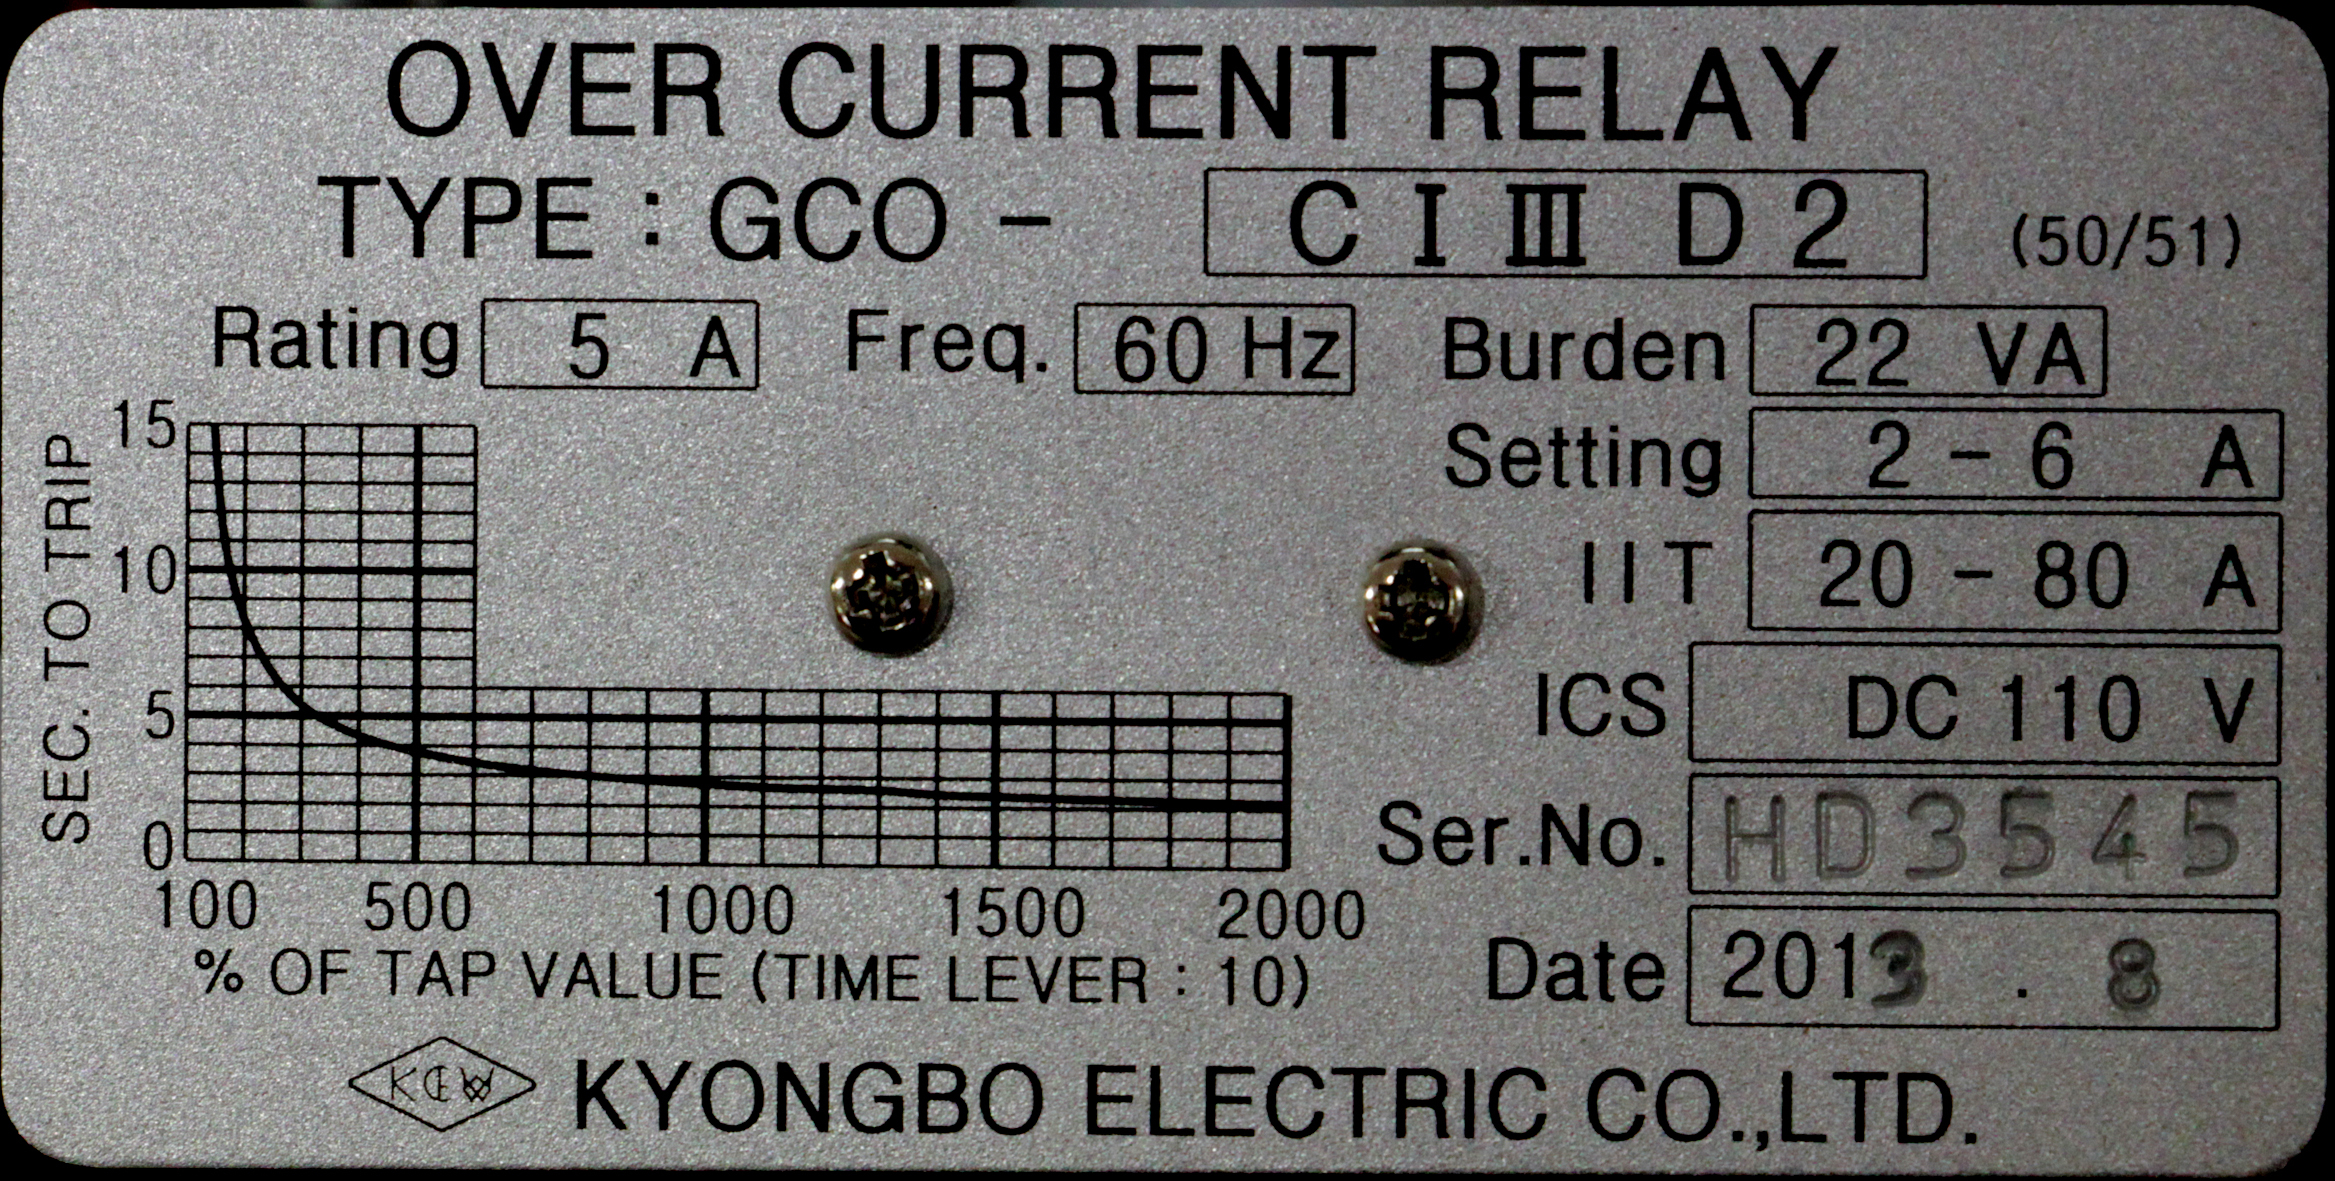 OVER CURRENT RELAY
TYPE : GCO - C I Ⅲ D 2 (50/51)
Rating 5 A Freq. 60 Hz Burden 22 VA
Setting 2 - 6 A
IIT 20 - 80 A
ICS DC 110 V
Ser.No. HD3545
Date 2013 . 8
SEC. TO TRIP
15
10
5
0
100 500 1000 1500 2000
% OF TAP VALUE (TIME LEVER : 10)
KEW KYONGBO ELECTRIC CO.,LTD.